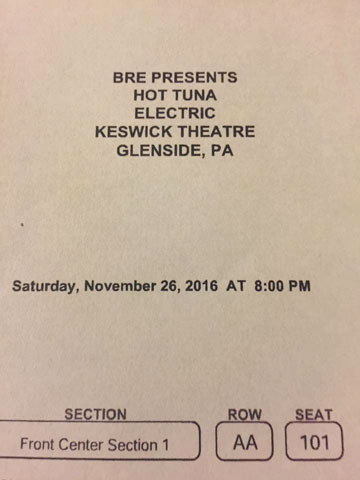 BRE PRESENTS
HOT TUNA
ELECTRIC
KESWICK THEATRE
GLENSIDE, PA
Saturday, November 26, 2016 AT 8:00 PM
SECTION ROW SEAT
Front Center Section 1 AA 101